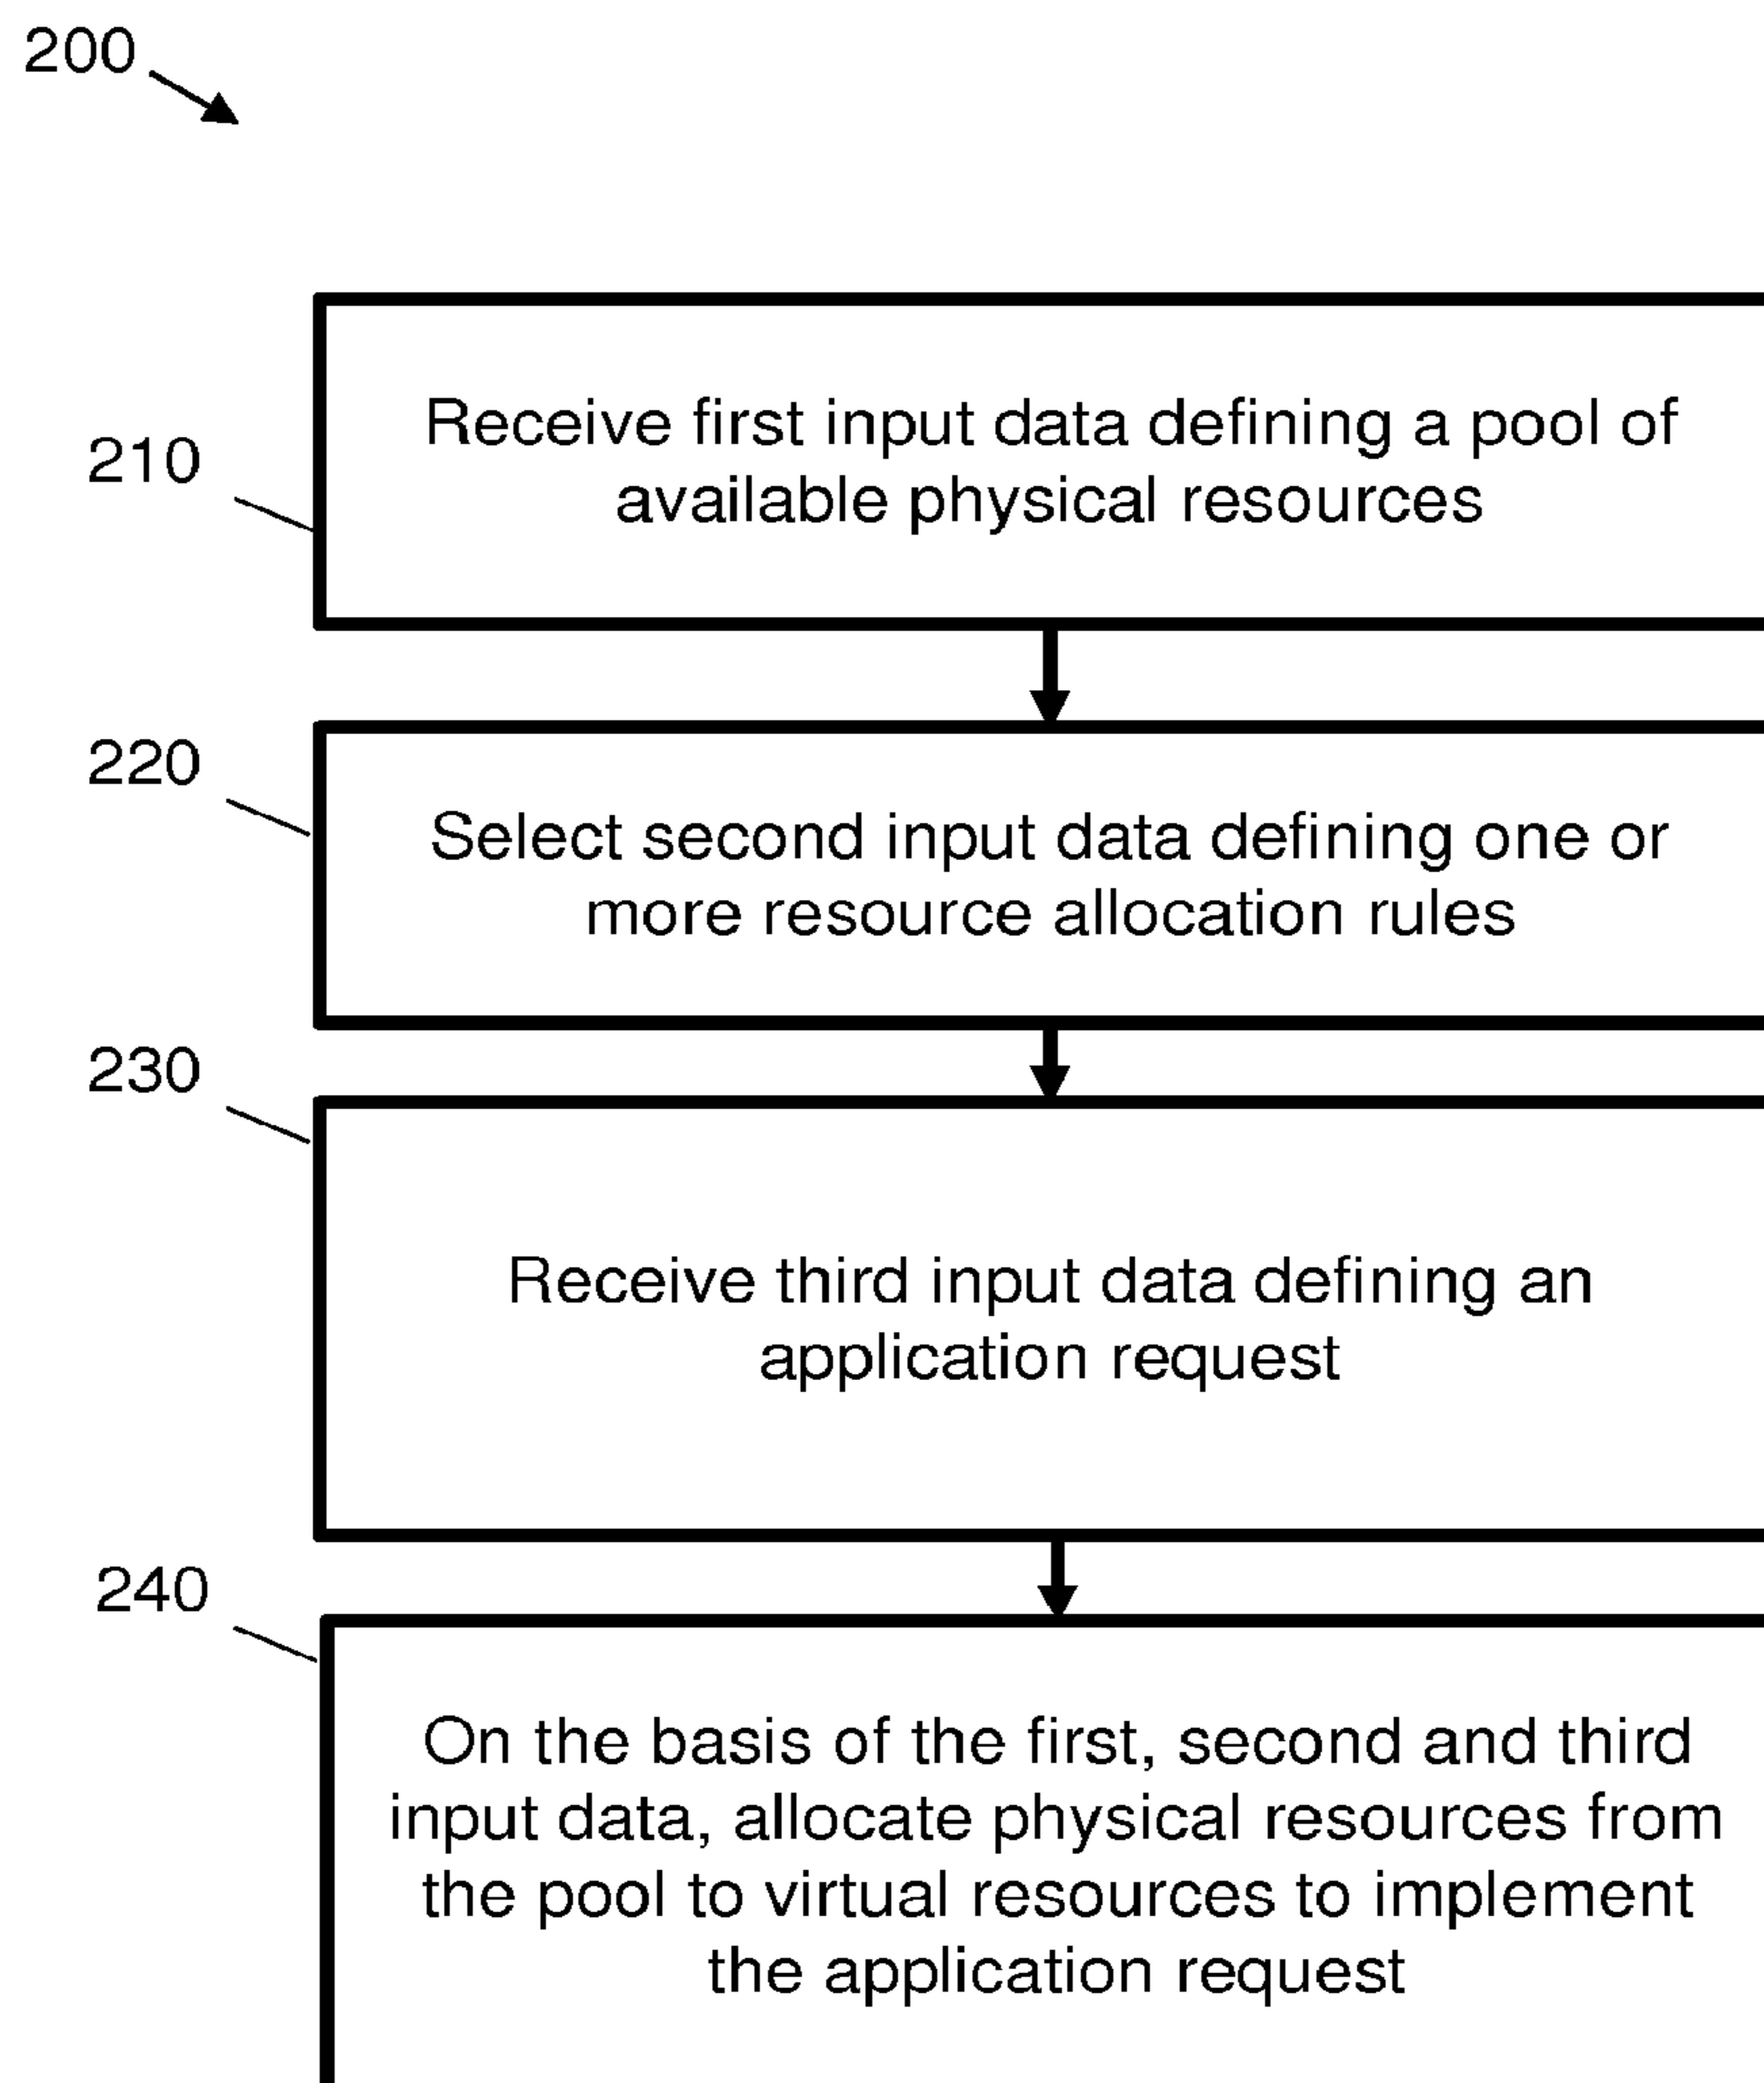 200
210
Receive first input data defining a pool of
available physical resources
220
Select second input data defining one or
more resource allocation rules
230
Receive third input data defining an
application request
240
On the basis of the first, second and third
input data, allocate physical resources from
the pool to virtual resources to implement
the application request